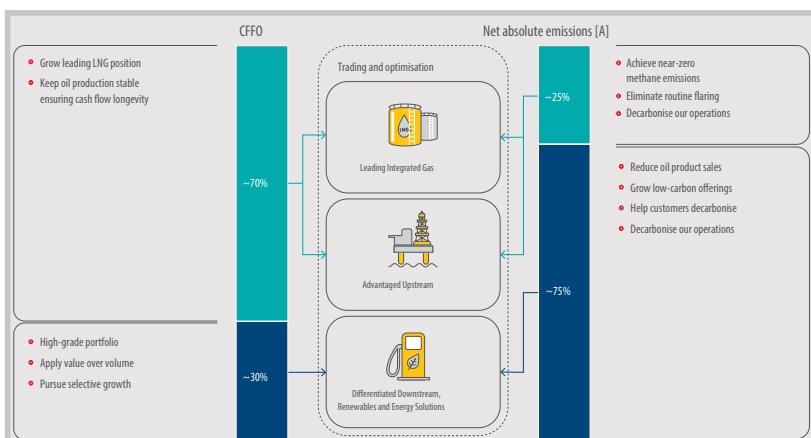 CFFO
Net absolute emissions [A]
Grow leading LNG position
Keep oil production stable
ensuring cash flow longevity
~70%
High-grade portfolio
Apply value over volume
Pursue selective growth
~30%
Trading and optimisation
LNG
Leading Integrated Gas
Advantaged Upstream
Differentiated Downstream,
Renewables and Energy Solutions
~25%
Achieve near-zero
methane emissions
Eliminate routine flaring
Decarbonise our operations
~75%
Reduce oil product sales
Grow low-carbon offerings
Help customers decarbonise
Decarbonise our operations